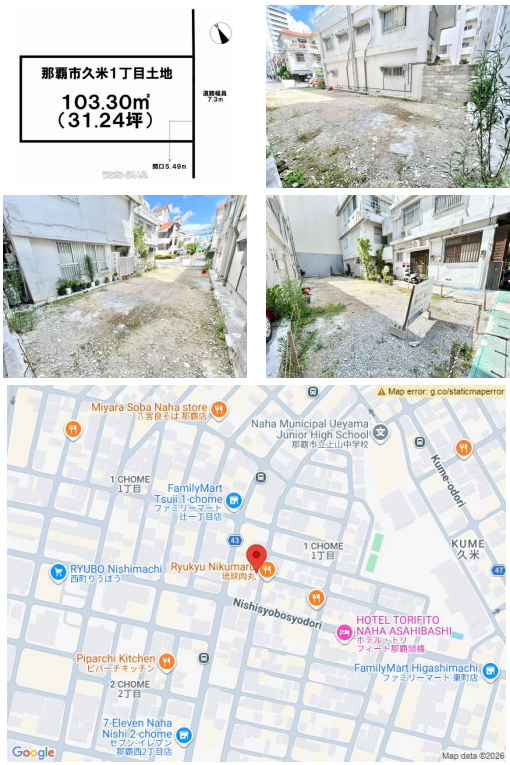 那覇市久米1丁目土地
103.30㎡
(31.24坪)
道路幅員
7.3m
間口5.49m
Map error: g.co/staticmaperror
Miyara Soba Naha store
Naha Municipal Ueyama
Junior High School
那覇市立上山中学校
Kume-odori
1 CHOME
1丁目
FamilyMart
Tsuji 1-chome
ファミリーマート
辻一丁目店
43
1 CHOME
1丁目
KUME
久米
47
RYUBO Nishimachi
西町りうぼう
Ryukyu Nikumaru
琉球肉丸
Nishisyobosyodori
HOTEL TORIFITO
NAHA ASAHIBASHI
ホテル・トリ
フィート那覇旭橋
Piparchi Kitchen
ピパーチキッチン
FamilyMart Higashimachi
ファミリーマート 東町店
2 CHOME
2丁目
7-Eleven Naha
Nishi 2-chome
セブン-イレブン
那覇西2丁目店
Google
Map data ©2026